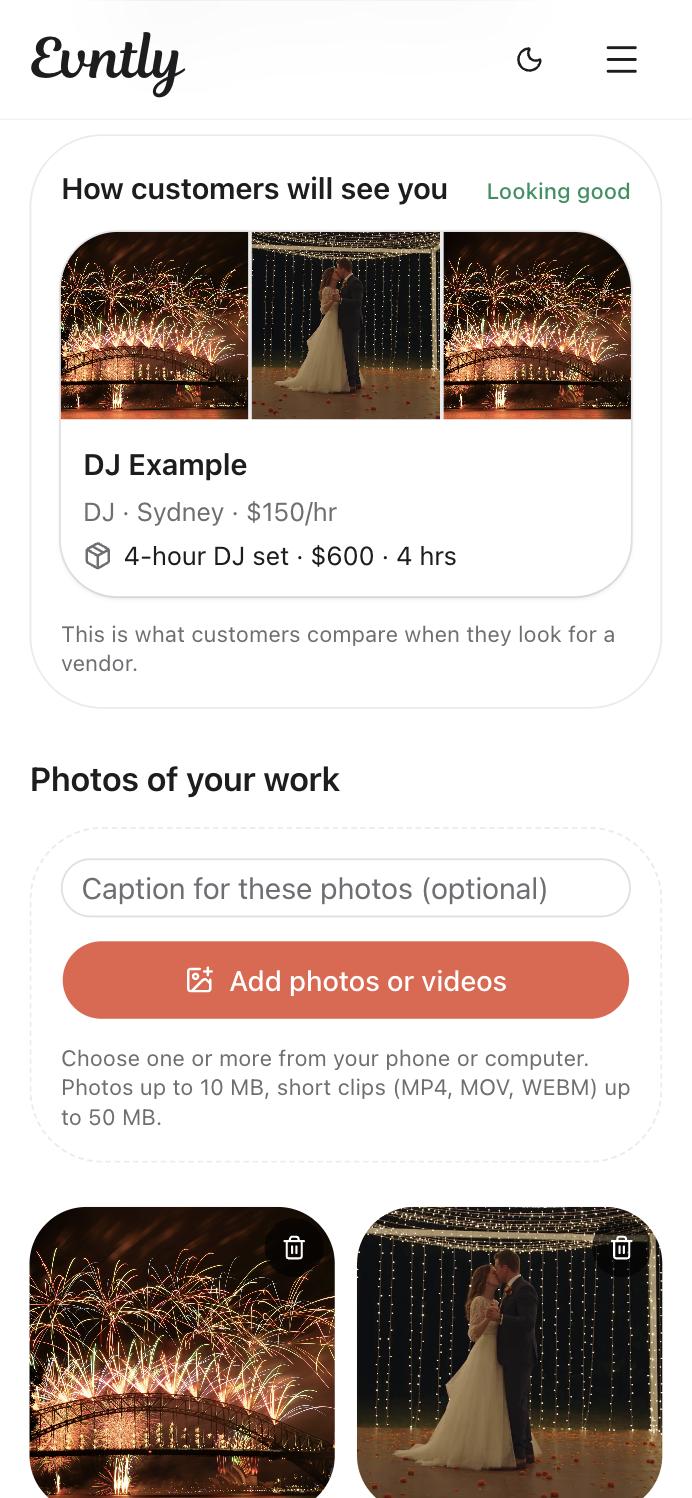 Evntly
How customers will see you
Looking good
DJ Example
DJ · Sydney · $150/hr
4-hour DJ set · $600 · 4 hrs
This is what customers compare when they look for a
vendor.
Photos of your work
Caption for these photos (optional)
Add photos or videos
Choose one or more from your phone or computer.
Photos up to 10 MB, short clips (MP4, MOV, WEBM) up
to 50 MB.